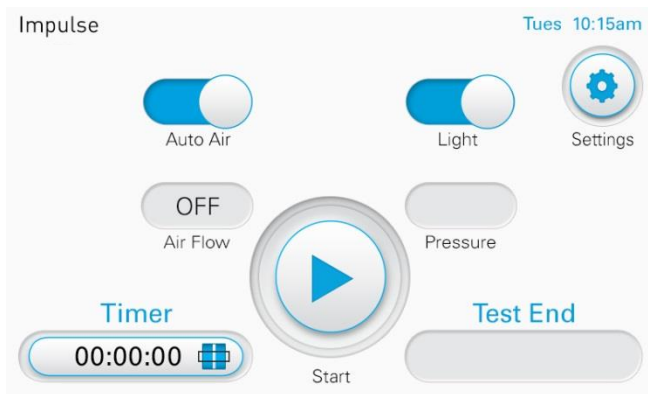 Impulse
Tues 10:15am
Auto Air
Light
Settings
OFF
Air Flow
Pressure
Timer
Test End
00:00:00
Start